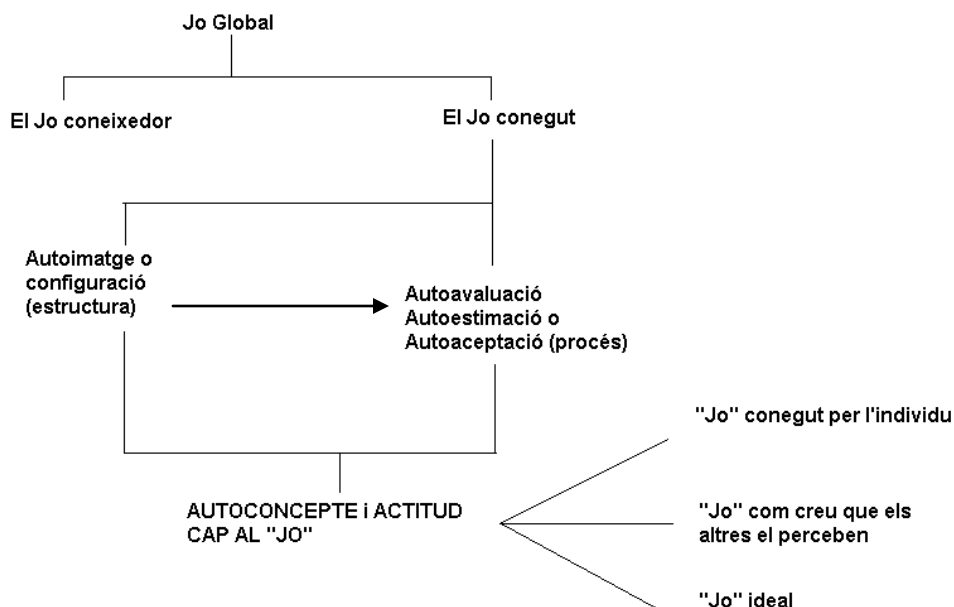 Jo Global
El Jo coneixedor
El Jo conegut
Autoimatge o
configuració
(estructura)
Autoavaluació
Autoestimació o
Autoaceptació (procés)
"Jo" conegut per l'individu
AUTOCONCEPTE i ACTITUD
CAP AL "JO"
"Jo" com creu que els
altres el perceben
"Jo" ideal